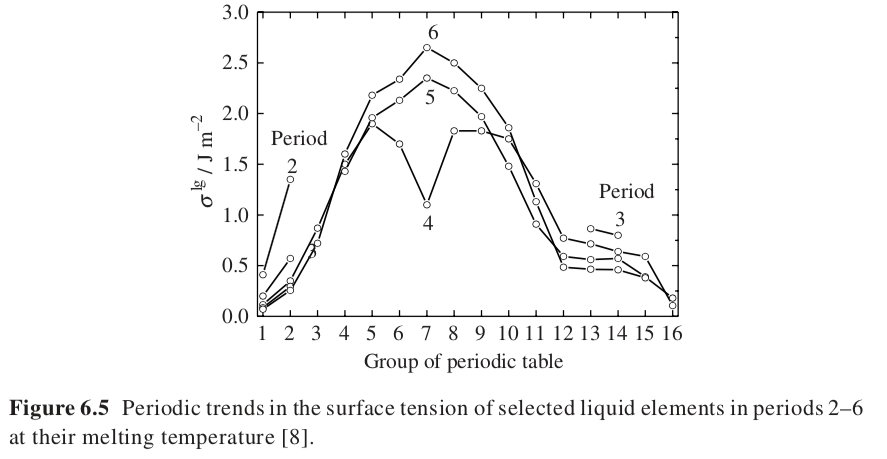 3.0
6
2.5
5
2.0
Period
2
σ lg / J m–2
1.5
Period
3
1.0
4
0.5
3
0.0
1 2 3 4 5 6 7 8 9 10 11 12 13 14 15 16
Group of periodic table
Figure 6.5 Periodic trends in the surface tension of selected liquid elements in periods 2–6
at their melting temperature [8].